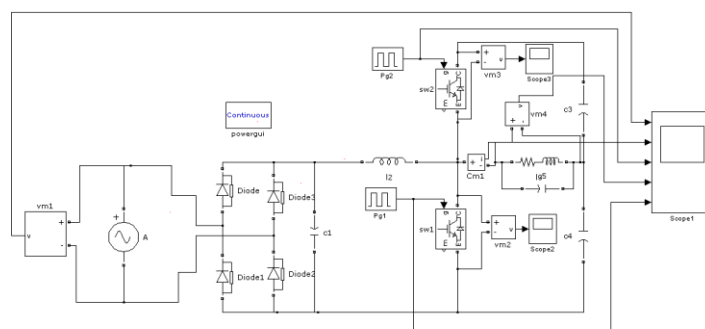 Pg2
g
C
E
sw2
+
-
v
vm3
Scope3
v
+ -
vm4
c3
Continuous
powergui
vm1
v
+
-
+
A
Diode
Diode3
Diode1
Diode2
c1
l2
+
i
-
Cm1
lg5
Scope1
Pg1
g
C
E
sw1
+
-
v
vm2
Scope2
c4